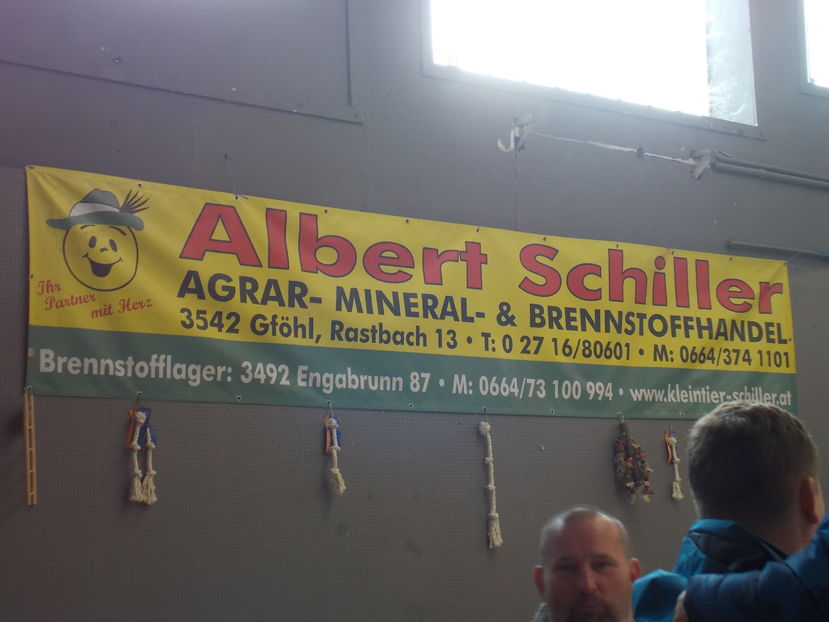 Albert Schiller
Ihr
Partner
mit Herz
AGRAR- MINERAL- & BRENNSTOFFHANDEL
3542 Gföhl, Rastbach 13 • T: 0 27 16/80601 • M: 0664/374 1101
Brennstofflager: 3492 Engabrunn 87 • M: 0664/73 100 994 • www.kleintier-schiller.at